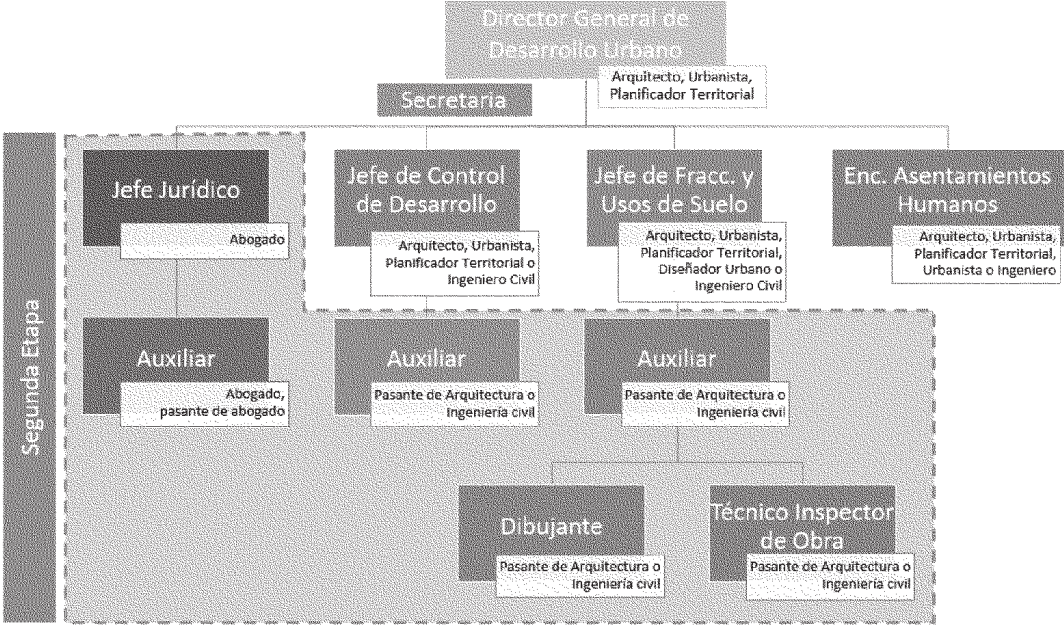 Director General de
Desarrollo Urbano
Arquitecto, Urbanista,
Planificador Territorial
Secretaria
Segunda Etapa
Jefe Jurídico
Abogado
Jefe de Control
de Desarrollo
Arquitecto, Urbanista,
Planificador Territorial o
Ingeniero Civil
Jefe de Fracc. y
Usos de Suelo
Arquitecto, Urbanista,
Planificador Territorial,
Diseñador Urbano o
Ingeniero Civil
Enc. Asentamientos
Humanos
Arquitecto, Urbanista,
Planificador Territorial,
Urbanista o Ingeniero
Auxiliar
Abogado,
pasante de abogado
Auxiliar
Pasante de Arquitectura o
Ingeniería civil
Auxiliar
Pasante de Arquitectura o
Ingeniería civil
Dibujante
Pasante de Arquitectura o
Ingeniería civil
Técnico Inspector
de Obra
Pasante de Arquitectura o
Ingeniería civil